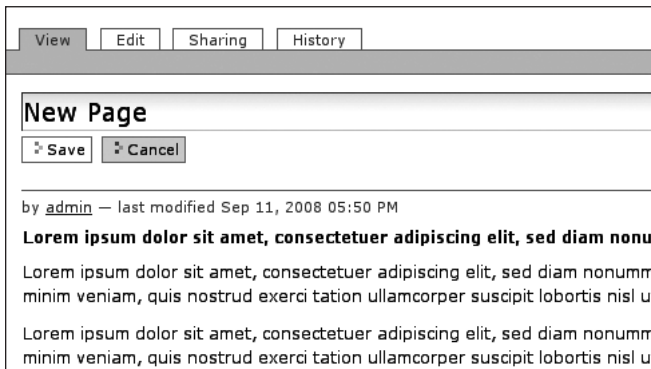 View Edit Sharing History
New Page
Save Cancel
by admin — last modified Sep 11, 2008 05:50 PM
Lorem ipsum dolor sit amet, consectetuer adipiscing elit, sed diam nonu
Lorem ipsum dolor sit amet, consectetuer adipiscing elit, sed diam nonumm
minim veniam, quis nostrud exerci tation ullamcorper suscipit lobortis nisl u
Lorem ipsum dolor sit amet, consectetuer adipiscing elit, sed diam nonumm
minim veniam, quis nostrud exerci tation ullamcorper suscipit lobortis nisl u